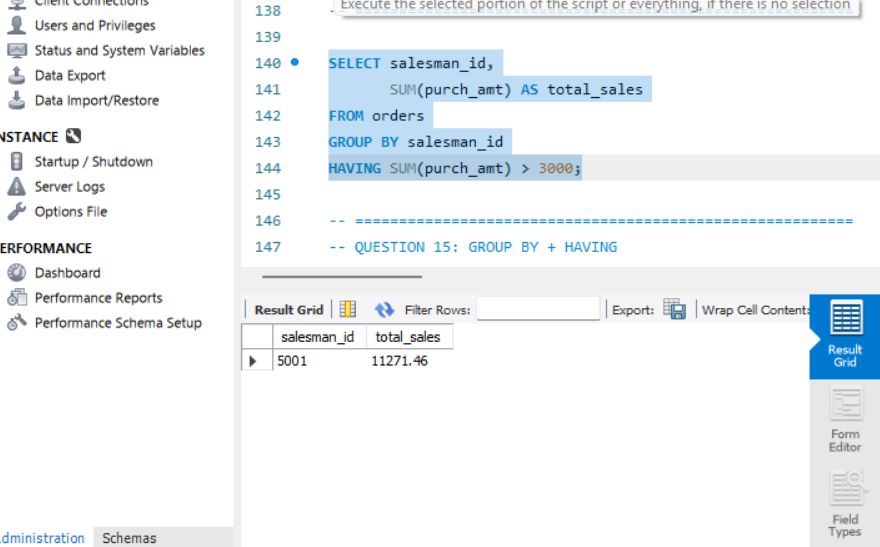 Client Connections
Users and Privileges
Status and System Variables
Data Export
Data Import/Restore
NSTANCE
Startup / Shutdown
Server Logs
Options File
ERFORMANCE
Dashboard
Performance Reports
Performance Schema Setup
dministration Schemas
Execute the selected portion of the script or everything, if there is no selection
138
139
140 SELECT salesman_id,
141 SUM(purch_amt) AS total_sales
142 FROM orders
143 GROUP BY salesman_id
144 HAVING SUM(purch_amt) > 3000;
145
146 -- ==========================================================
147 -- QUESTION 15: GROUP BY + HAVING
Result Grid Filter Rows: Export: Wrap Cell Content:
salesman_id total_sales
5001 11271.46
Result
Grid
Form
Editor
Field
Types